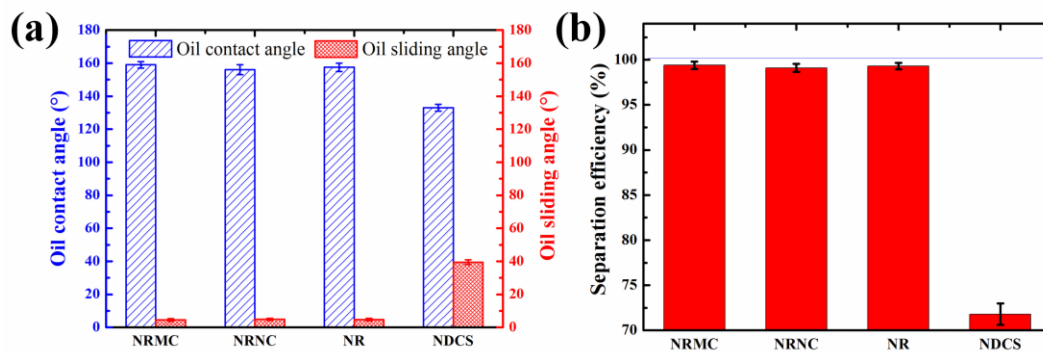 (a)
Oil contact angle (°)
180
160
140
120
100
80
60
40
20
0
Oil contact angle
Oil sliding angle
NRMC
NRNC
NR
NDCS
180
160
140
120
100
80
60
40
20
0
Oil sliding angle (°)
(b)
Separation efficiency (%)
100
95
90
85
80
75
70
NRMC
NRNC
NR
NDCS